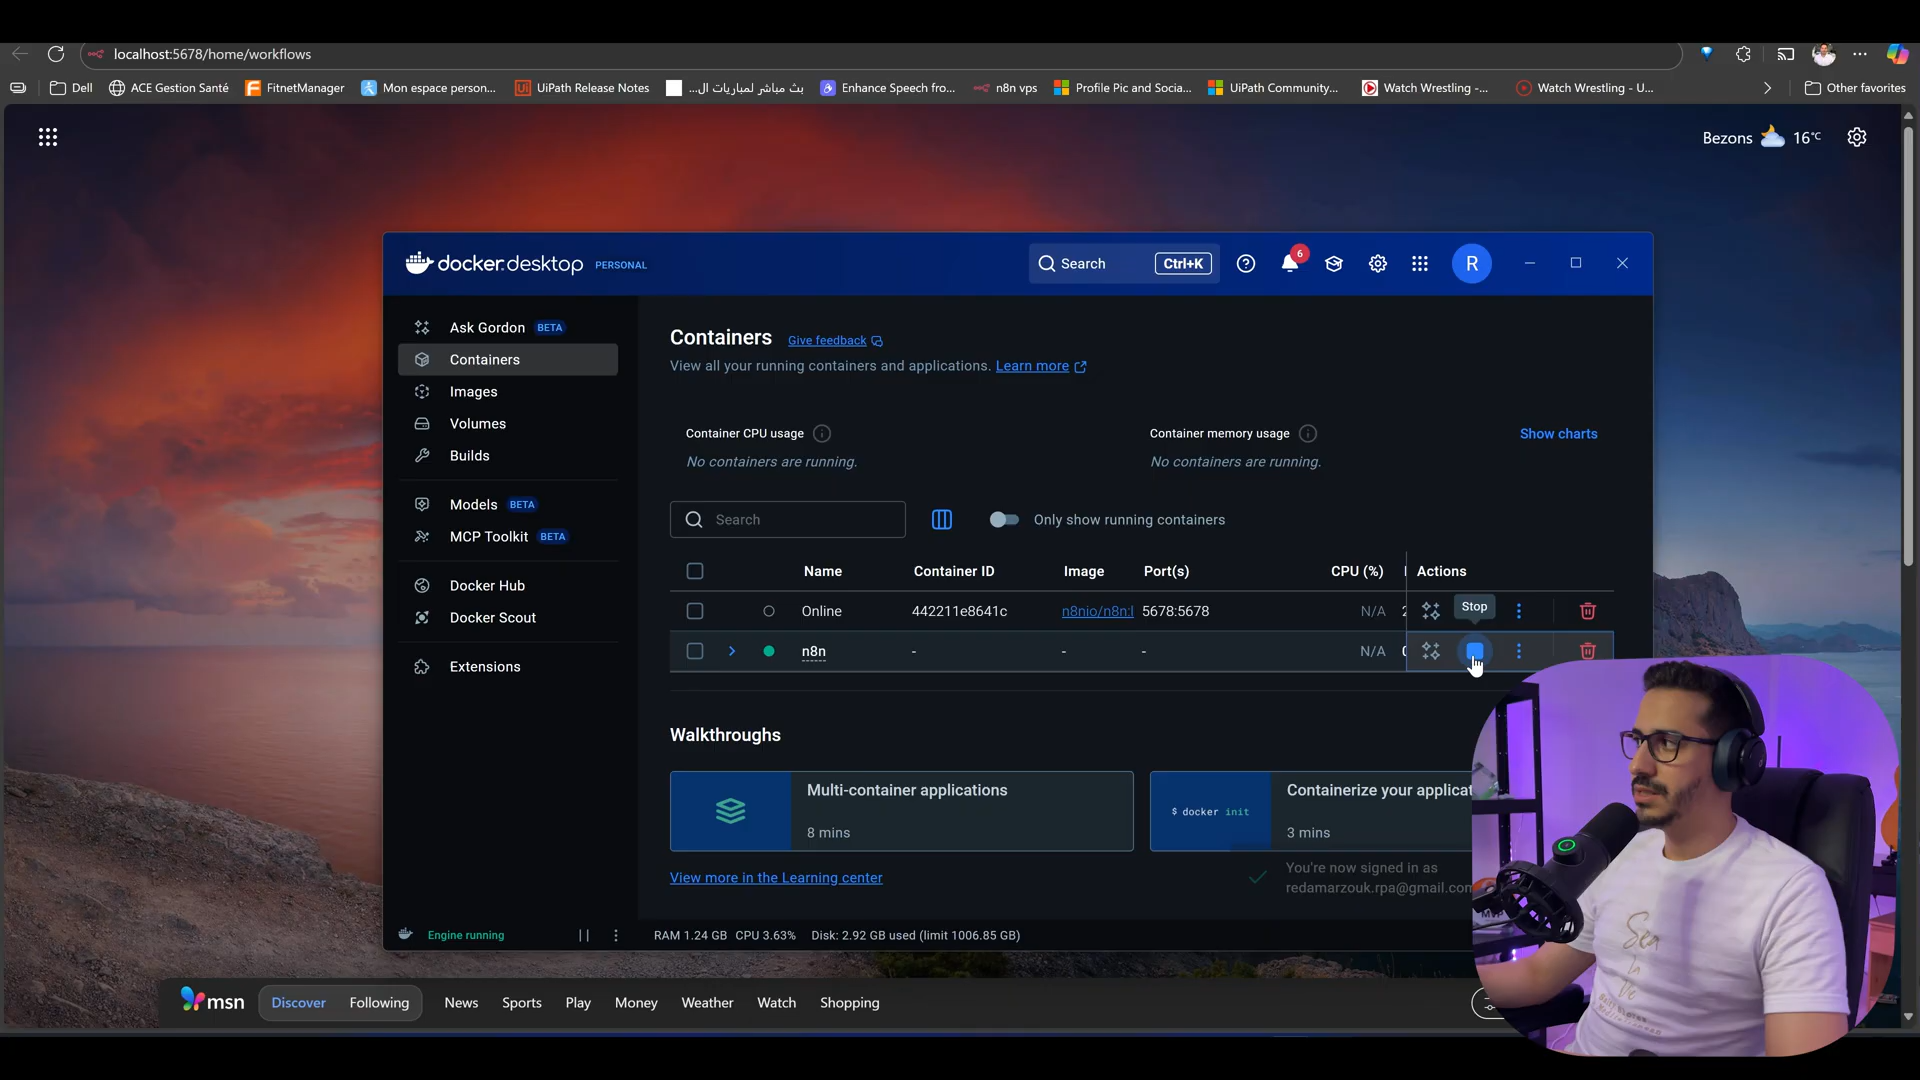 localhost:5678/home/workflows
Dell
ACE Gestion Santé
FitnetManager
Mon espace person...
Ui
UiPath Release Notes
بث مباشر لمباريات ال...
Enhance Speech fro...
n8n vps
Profile Pic and Socia...
UiPath Community...
Watch Wrestling -...
Watch Wrestling - U...
Other favorites
Bezons
16°C
docker.desktop PERSONAL
Search Ctrl+K
6
R
Ask Gordon BETA
Containers
Images
Volumes
Builds
Models BETA
MCP Toolkit BETA
Docker Hub
Docker Scout
Extensions
Containers Give feedback
View all your running containers and applications. Learn more
Container CPU usage
No containers are running.
Container memory usage
No containers are running.
Show charts
Search
Only show running containers
Name Container ID Image Port(s) CPU (%) Actions
Online 442211e8641c n8nio/n8n:l 5678:5678 N/A 2
Stop
n8n - - - N/A
Walkthroughs
Multi-container applications
8 mins
$ docker init
Containerize your applicat
3 mins
View more in the Learning center
You're now signed in as
redamarzouk.rpa@gmail.com
Engine running
RAM 1.24 GB CPU 3.63% Disk: 2.92 GB used (limit 1006.85 GB)
msn
Discover
Following
News
Sports
Play
Money
Weather
Watch
Shopping
MVP
Sea